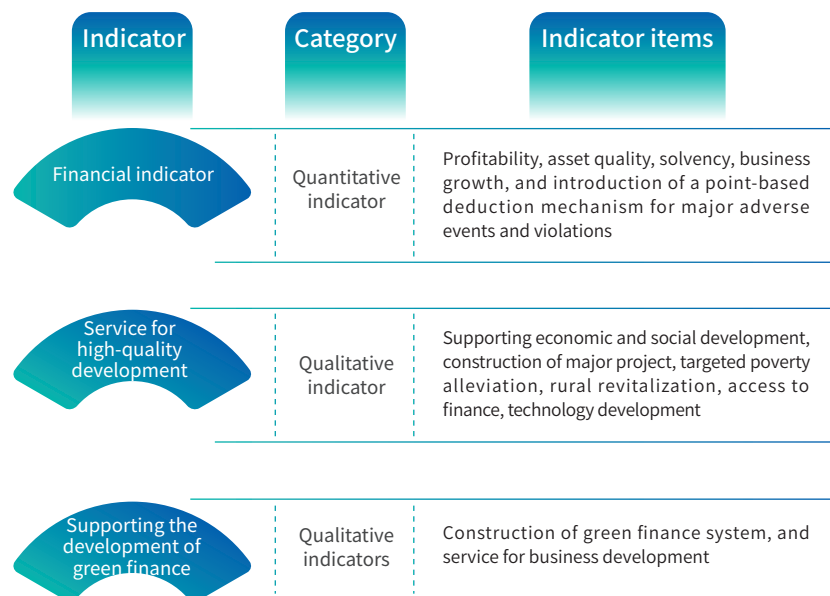 Indicator
Category
Indicator items
Financial indicator
Quantitative
indicator
Profitability, asset quality, solvency, business
growth, and introduction of a point-based
deduction mechanism for major adverse
events and violations
Service for
high-quality
development
Qualitative
indicator
Supporting economic and social development,
construction of major project, targeted poverty
alleviation, rural revitalization, access to
finance, technology development
Supporting the
development of
green finance
Qualitative
indicators
Construction of green finance system, and
service for business development